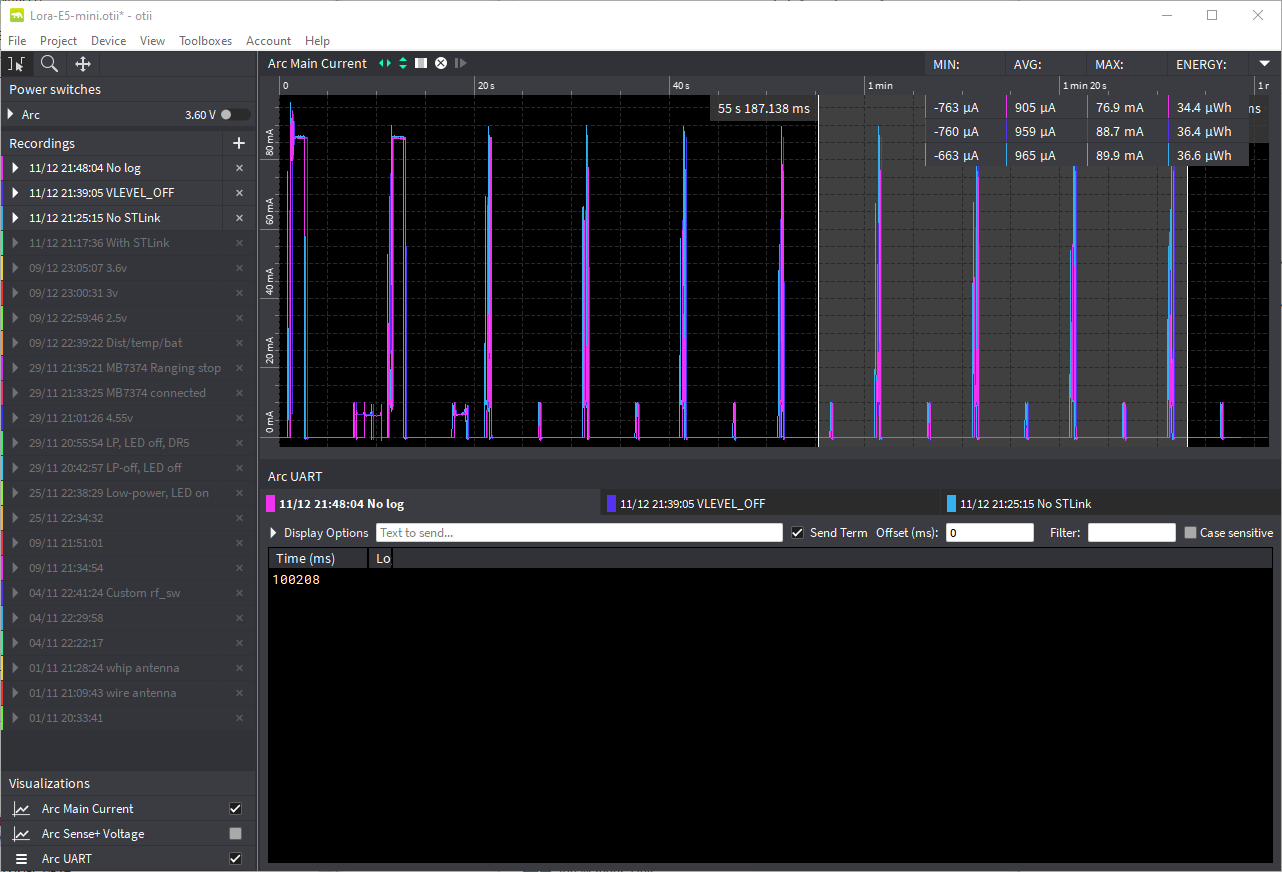 Lora-E5-mini.otii* - otii
File Project Device View Toolboxes Account Help
Arc Main Current
MIN: AVG: MAX: ENERGY:
Power switches
Arc 3.60 V
Recordings
11/12 21:48:04 No log
11/12 21:39:05 VLEVEL_OFF
11/12 21:25:15 No STLink
11/12 21:17:36 With STLink
09/12 23:05:07 3.6v
09/12 23:00:31 3v
09/12 22:59:46 2.5v
09/12 22:39:22 Dist/temp/bat
29/11 21:35:21 MB7374 Ranging stop
29/11 21:33:25 MB7374 connected
29/11 21:01:26 4.55v
29/11 20:55:54 LP, LED off, DR5
29/11 20:42:57 LP-off, LED off
25/11 22:38:29 Low-power, LED on
25/11 22:34:32
09/11 21:51:01
09/11 21:34:54
04/11 22:41:24 Custom rf_sw
04/11 22:29:58
04/11 22:22:17
01/11 21:28:24 whip antenna
01/11 21:09:43 wire antenna
01/11 20:33:41
Visualizations
Arc Main Current
Arc Sense+ Voltage
Arc UART
0 20 s 40 s 1 min 1 min 20 s 1 r
55 s 187.138 ms
ns
-763 µA 905 µA 76.9 mA 34.4 µWh
-760 µA 959 µA 88.7 mA 36.4 µWh
-663 µA 965 µA 89.9 mA 36.6 µWh
80 mA
60 mA
40 mA
20 mA
0 mA
Arc UART
11/12 21:48:04 No log
11/12 21:39:05 VLEVEL_OFF
11/12 21:25:15 No STLink
Display Options Text to send... Send Term Offset (ms): 0 Filter: Case sensitive
Time (ms) Lo
100208